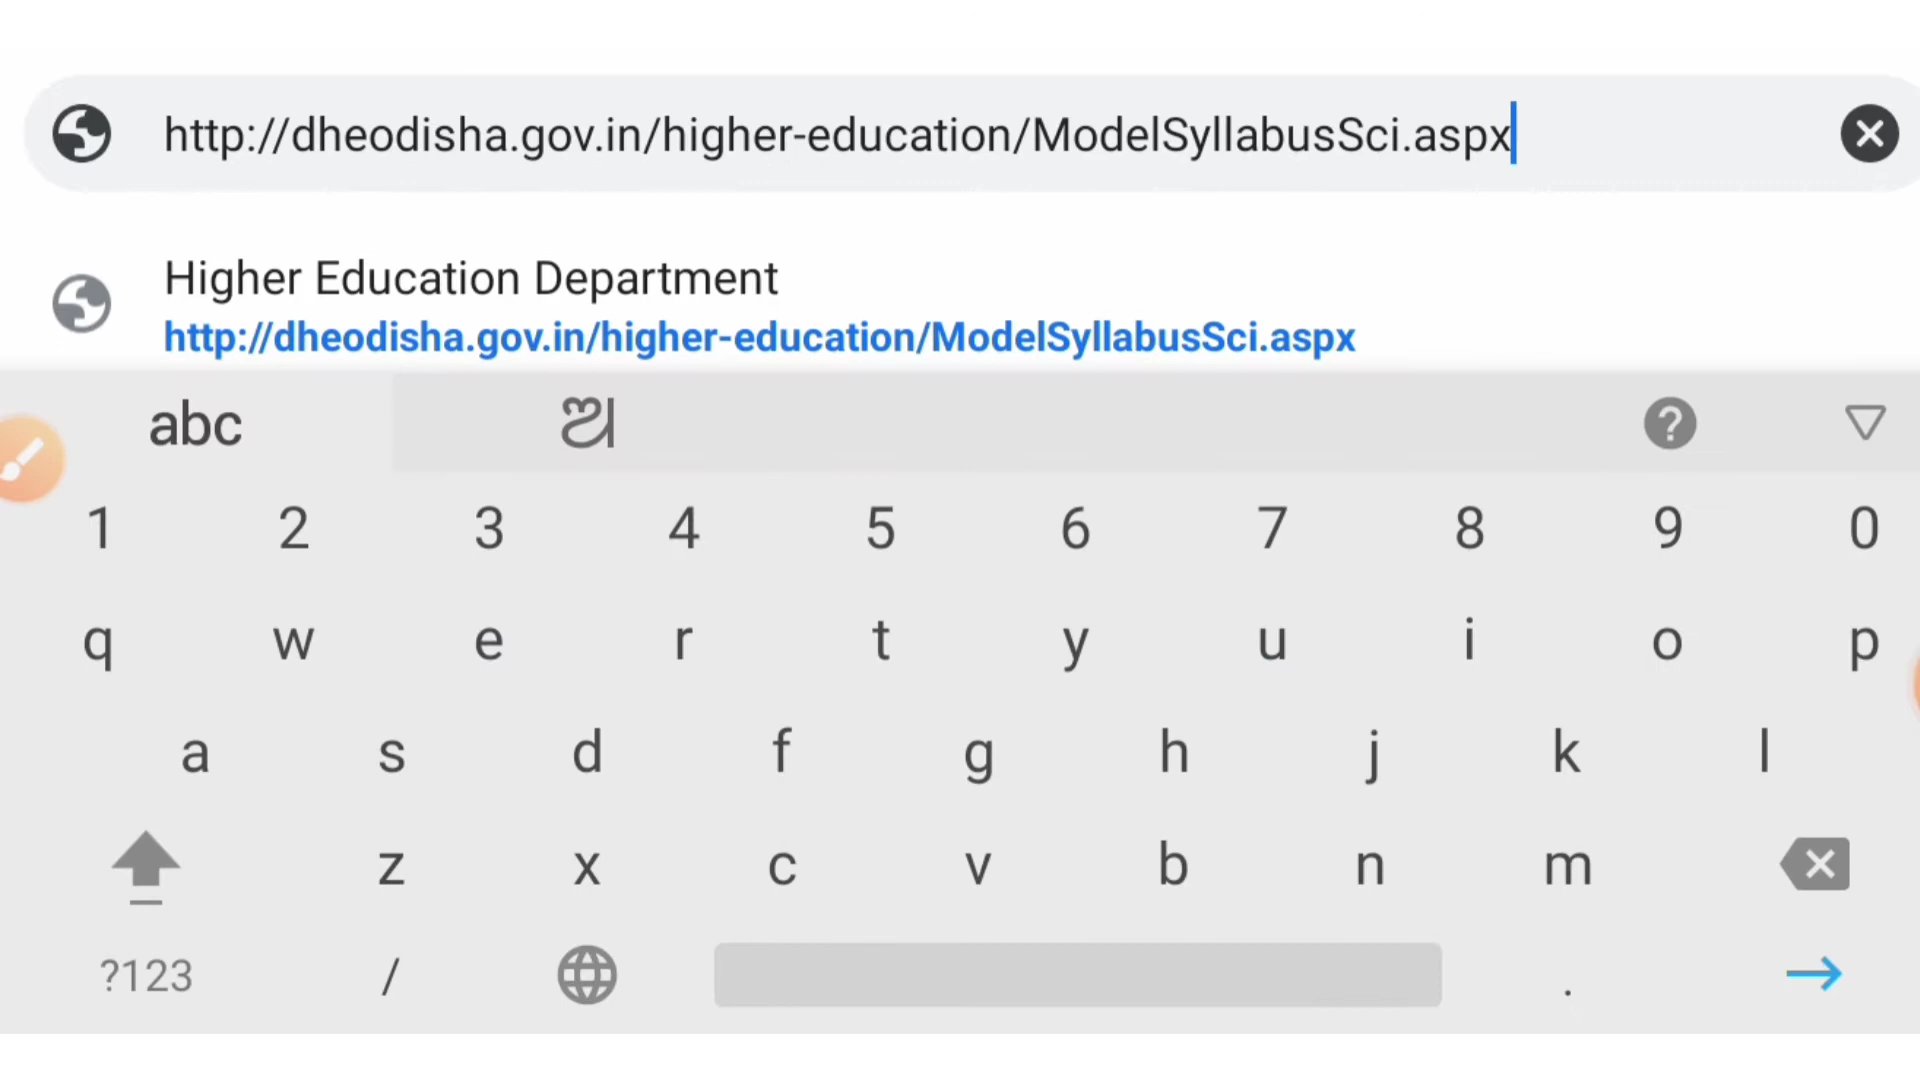 http://dheodisha.gov.in/higher-education/ModelSyllabusSci.aspx
Higher Education Department
http://dheodisha.gov.in/higher-education/ModelSyllabusSci.aspx
abc ଅ ?
1 2 3 4 5 6 7 8 9 0
q w e r t y u i o p
a s d f g h j k l
z x c v b n m
?123 / .